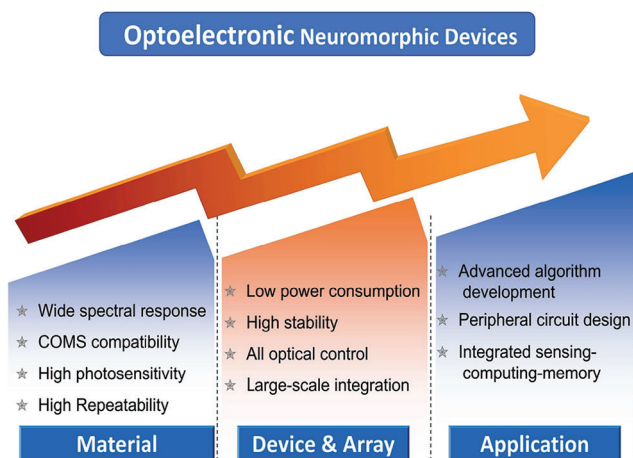 Optoelectronic Neuromorphic Devices
Wide spectral response
COMS compatibility
High photosensitivity
High Repeatability
Material
Low power consumption
High stability
All optical control
Large-scale integration
Device & Array
Advanced algorithm
development
Peripheral circuit design
Integrated sensing-
computing-memory
Application